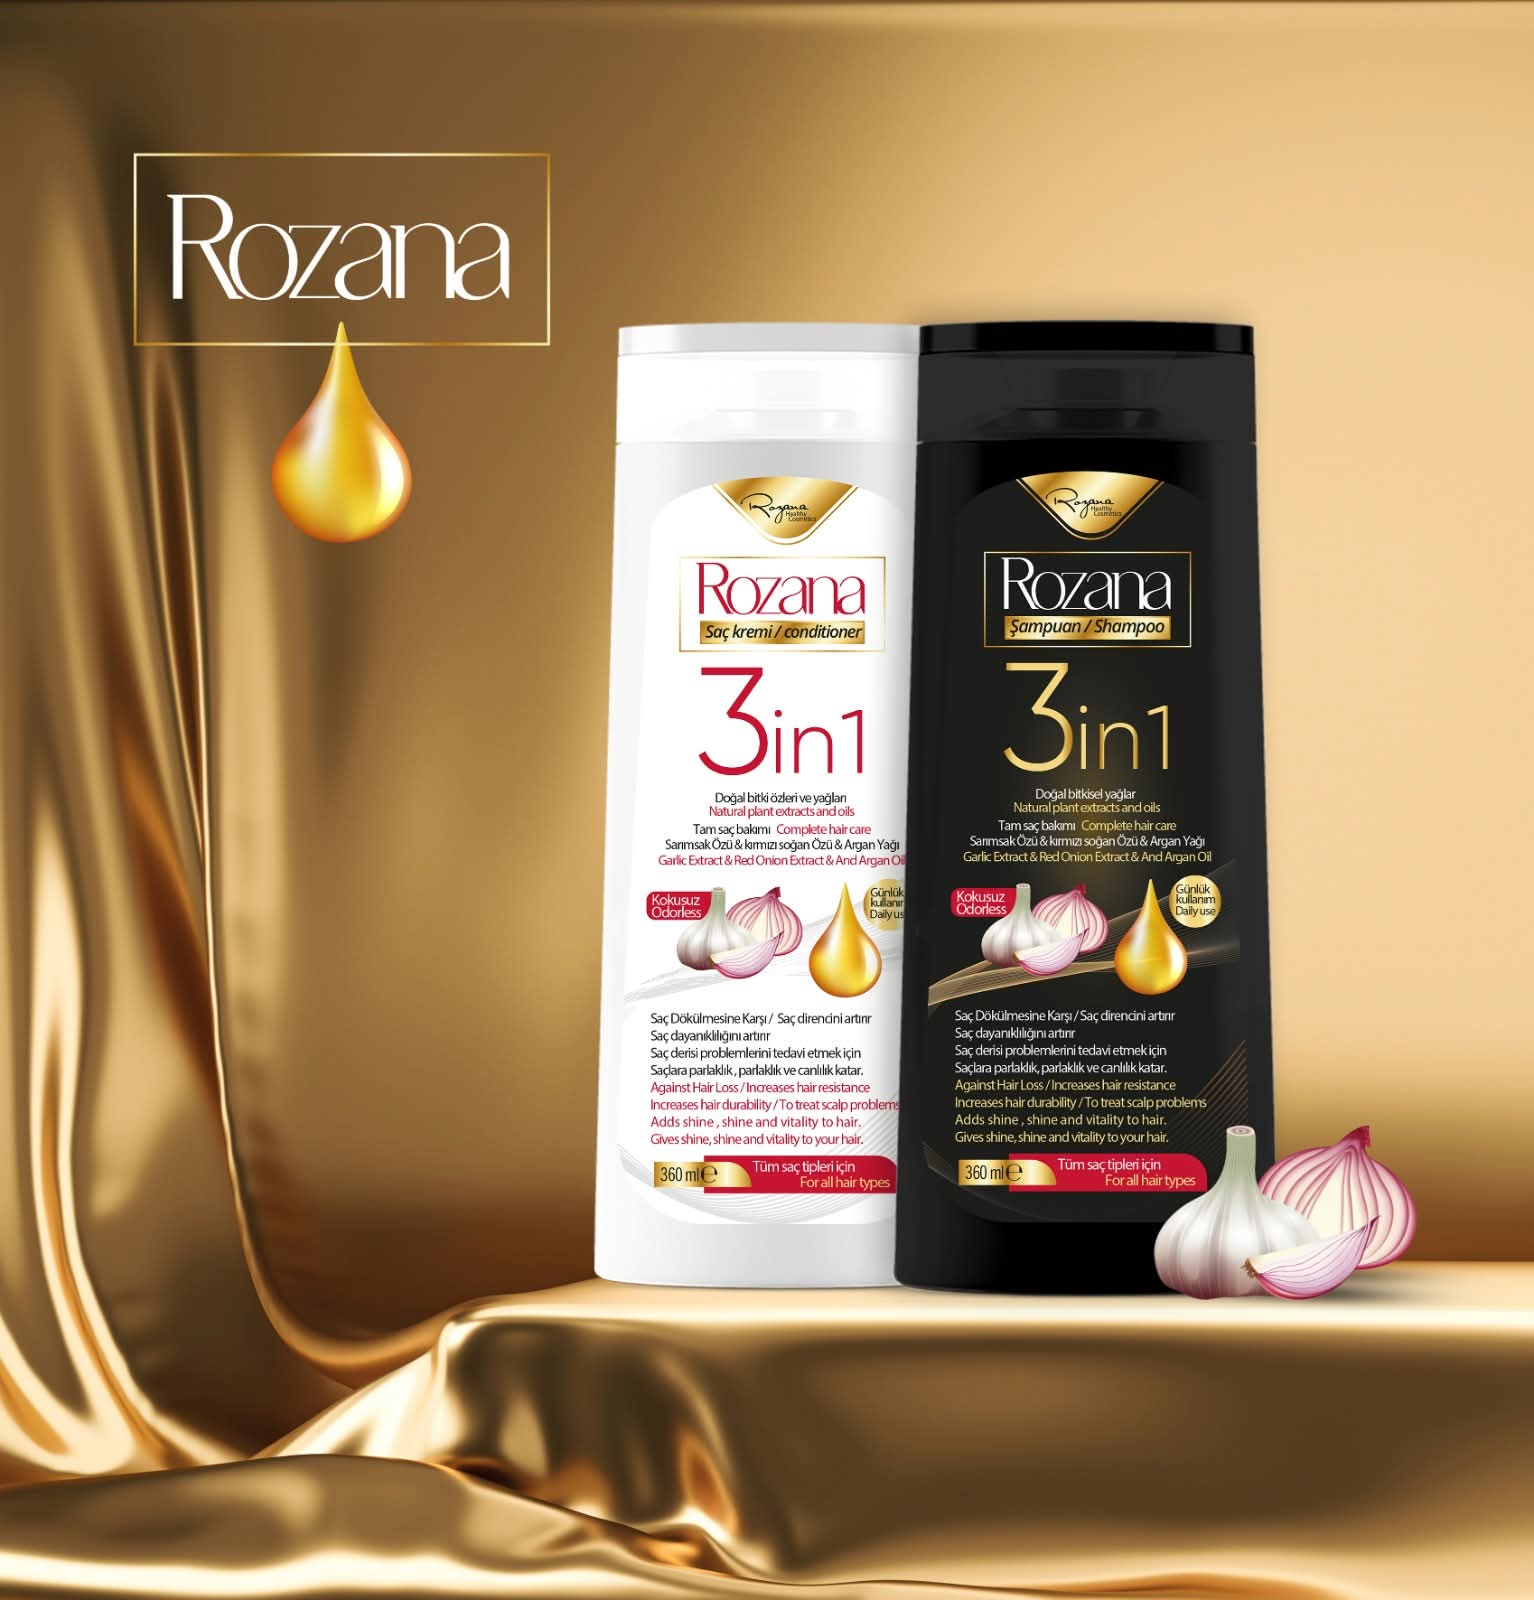 Rozana
Rozana
Healthy
Cosmetics
Rozana
Saç kremi / conditioner
3in1
Doğal bitki özleri ve yağları
Natural plant extracts and oils
Tam saç bakımı Complete hair care
Sarımsak Özü & kırmızı soğan Özü & Argan Yağı
Garlic Extract & Red Onion Extract & And Argan Oil
Kokusuz
Odorless
Günlük
kullanım
Daily us
Saç Dökülmesine Karşı / Saç direncini artırır
Saç dayanıklılığını artırır
Saç derisi problemlerini tedavi etmek için
Saçlara parlaklık , parlaklık ve canlılık katar.
Against Hair Loss / Increases hair resistance
Increases hair durability / To treat scalp problems
Adds shine , shine and vitality to hair.
Gives shine, shine and vitality to your hair.
360 ml e
Tüm saç tipleri için
For all hair types
Rozana
Healthy
Cosmetics
Rozana
Şampuan / Shampoo
3in1
Doğal bitkisel yağlar
Natural plant extracts and oils
Tam saç bakımı Complete hair care
Sarımsak Özü & kırmızı soğan Özü & Argan Yağı
Garlic Extract & Red Onion Extract & And Argan Oil
Kokusuz
Odorless
Günlük
kullanım
Daily use
Saç Dökülmesine Karşı / Saç direncini artırır
Saç dayanıklılığını artırır
Saç derisi problemlerini tedavi etmek için
Saçlara parlaklık, parlaklık ve canlılık katar.
Against Hair Loss / Increases hair resistance
Increases hair durability / To treat scalp problems
Adds shine , shine and vitality to hair.
Gives shine, shine and vitality to your hair.
360 ml e
Tüm saç tipleri için
For all hair types